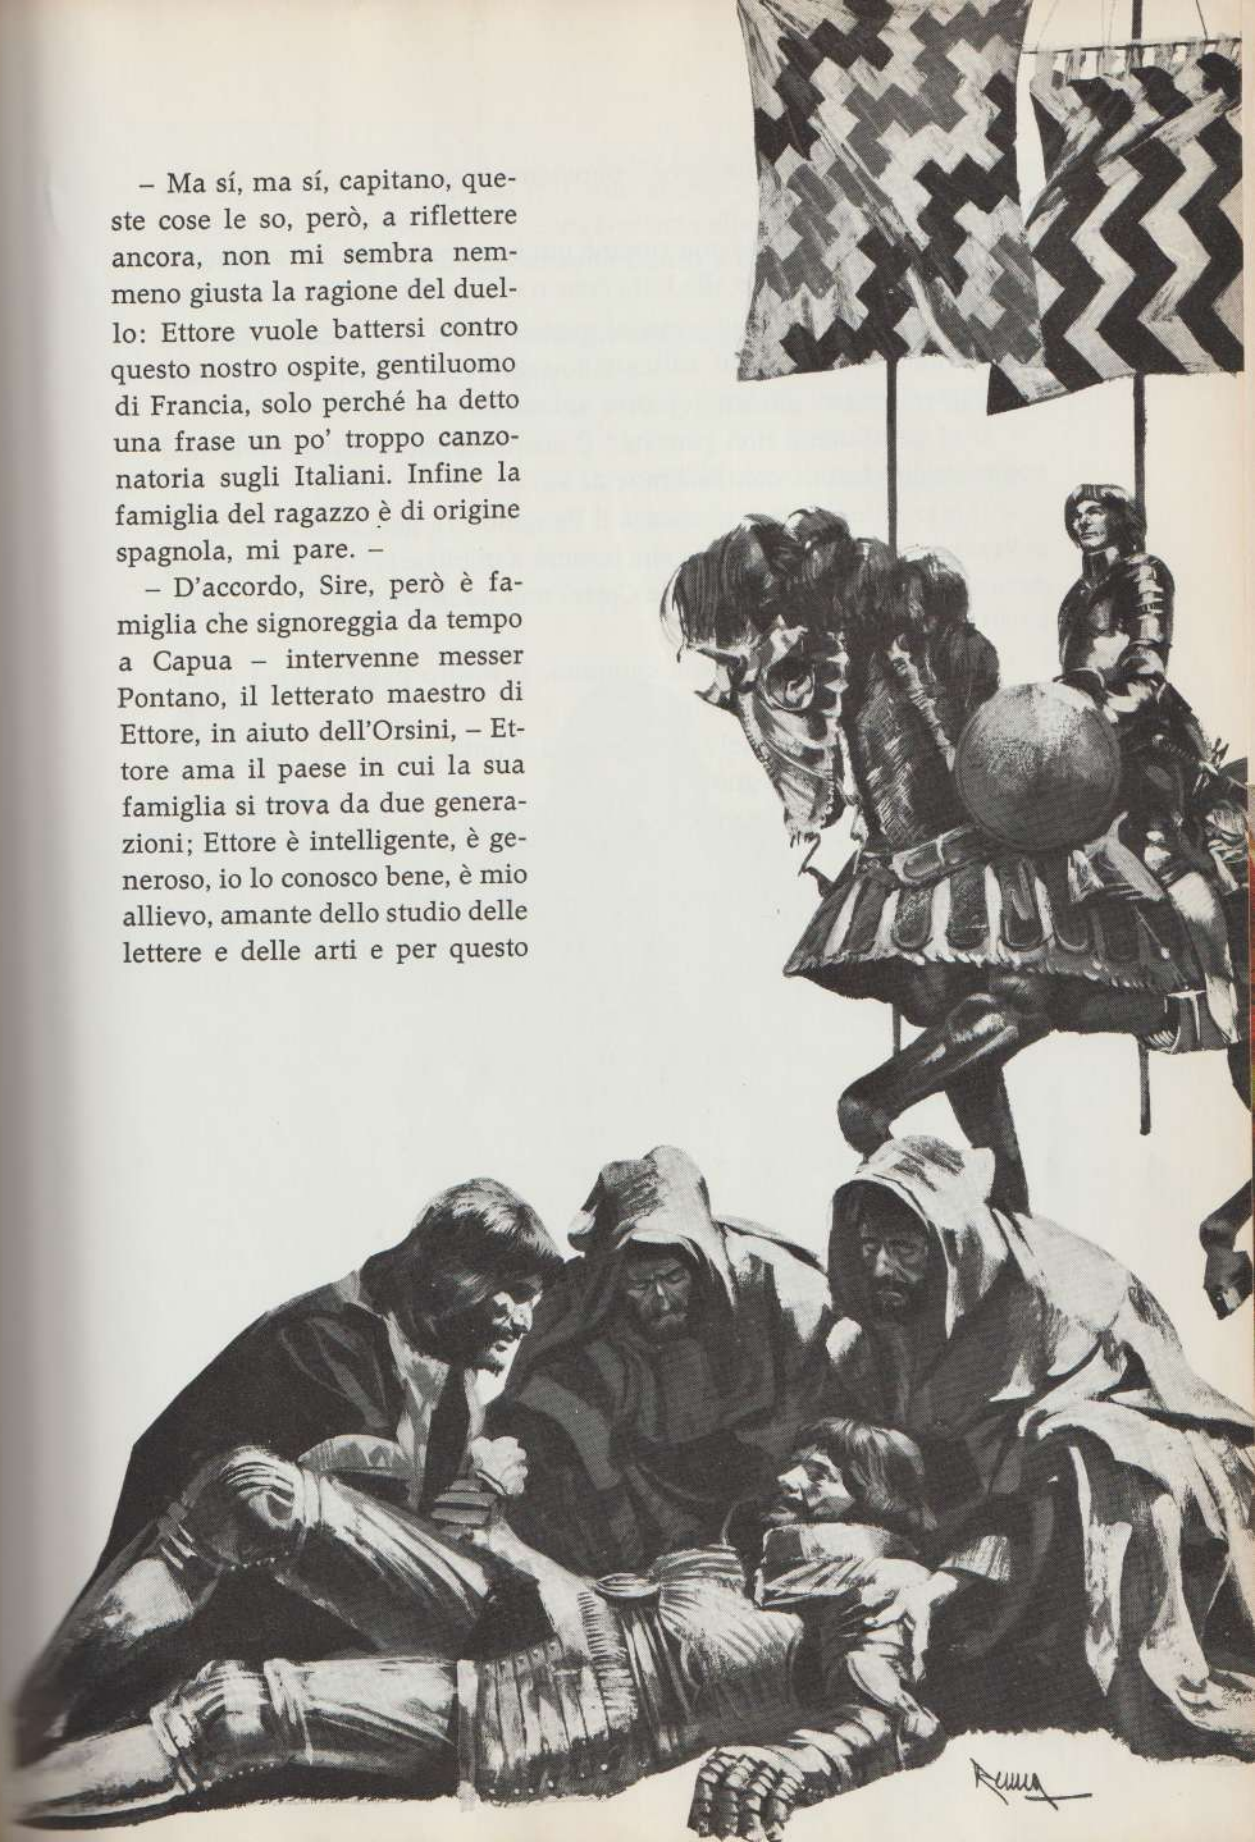 – Ma sí, ma sí, capitano, que-
ste cose le so, però, a riflettere
ancora, non mi sembra nem-
meno giusta la ragione del duel-
lo: Ettore vuole battersi contro
questo nostro ospite, gentiluomo
di Francia, solo perché ha detto
una frase un po' troppo canzo-
natoria sugli Italiani. Infine la
famiglia del ragazzo è di origine
spagnola, mi pare. –
– D'accordo, Sire, però è fa-
miglia che signoreggia da tempo
a Capua – intervenne messer
Pontano, il letterato maestro di
Ettore, in aiuto dell'Orsini, – Et-
tore ama il paese in cui la sua
famiglia si trova da due genera-
zioni; Ettore è intelligente, è ge-
neroso, io lo conosco bene, è mio
allievo, amante dello studio delle
lettere e delle arti e per questo